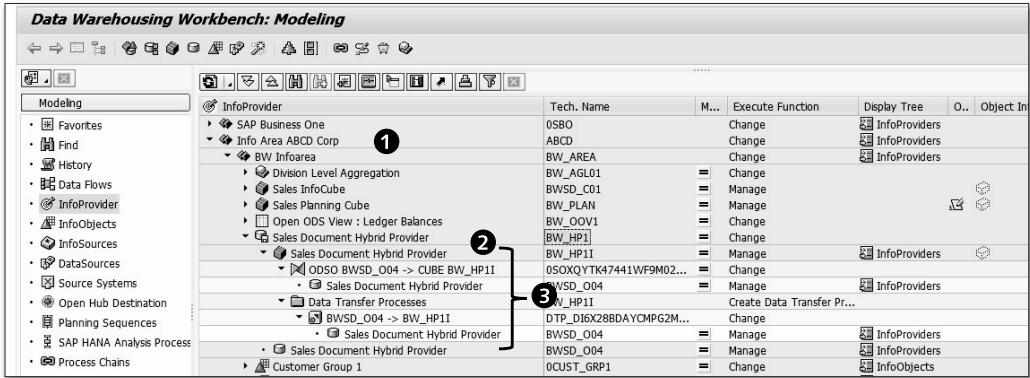 Data Warehousing Workbench: Modeling
Modeling
Favorites
Find
History
Data Flows
InfoProvider
InfoObjects
InfoSources
DataSources
Source Systems
Open Hub Destination
Planning Sequences
SAP HANA Analysis Process
Process Chains
InfoProvider Tech. Name M... Execute Function Display Tree O.. Object In
SAP Business One 0SBO Change InfoProviders
Info Area ABCD Corp 1 ABCD Change InfoProviders
BW Infoarea BW_AREA Change InfoProviders
Division Level Aggregation BW_AGL01 = Change
Sales InfoCube BWSD_C01 = Manage
Sales Planning Cube BW_PLAN = Manage
Open ODS View : Ledger Balances BW_OOV1 = Change
Sales Document Hybrid Provider 2 BW_HP1 = Change
Sales Document Hybrid Provider BW_HP1I = Manage InfoProviders
ODSO BWSD_O04 -> CUBE BW_HP1I 0SOXQYTK47441WF9M02... = Change
Sales Document Hybrid Provider 3 BWSD_O04 = Manage InfoProviders
Data Transfer Processes BW_HP1I Create Data Transfer Pr...
BWSD_O04 -> BW_HP1I DTP_DI6X28BDAYCMPG2M... = Change
Sales Document Hybrid Provider BWSD_O04 = Manage InfoProviders
Sales Document Hybrid Provider BWSD_O04 = Manage InfoProviders
Customer Group 1 0CUST_GRP1 = Change InfoObjects